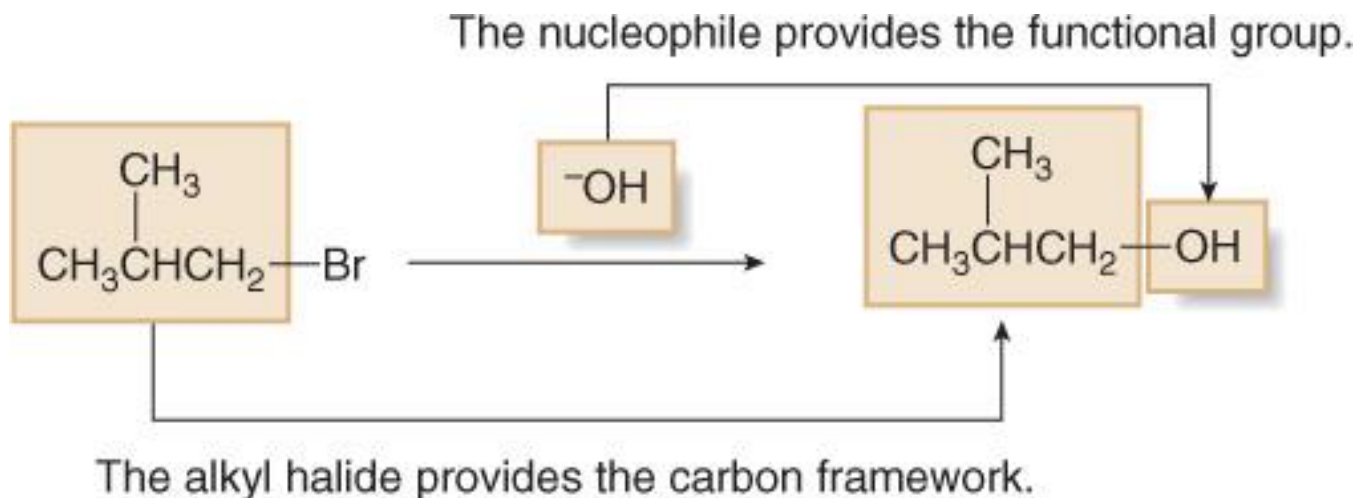 The nucleophile provides the functional group.
CH₃
⁻OH
CH₃
CH₃CHCH₂—Br
CH₃CHCH₂—OH
The alkyl halide provides the carbon framework.